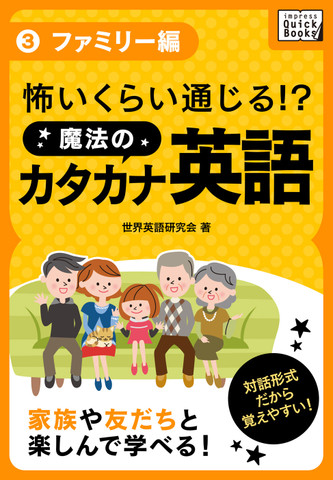 impress
Quick
Books
3 ファミリー編
怖いくらい通じる!?
魔法の
カタカナ英語
世界英語研究会 著
対話形式
だから
覚えやすい!
家族や友だちと
楽しんで学べる!